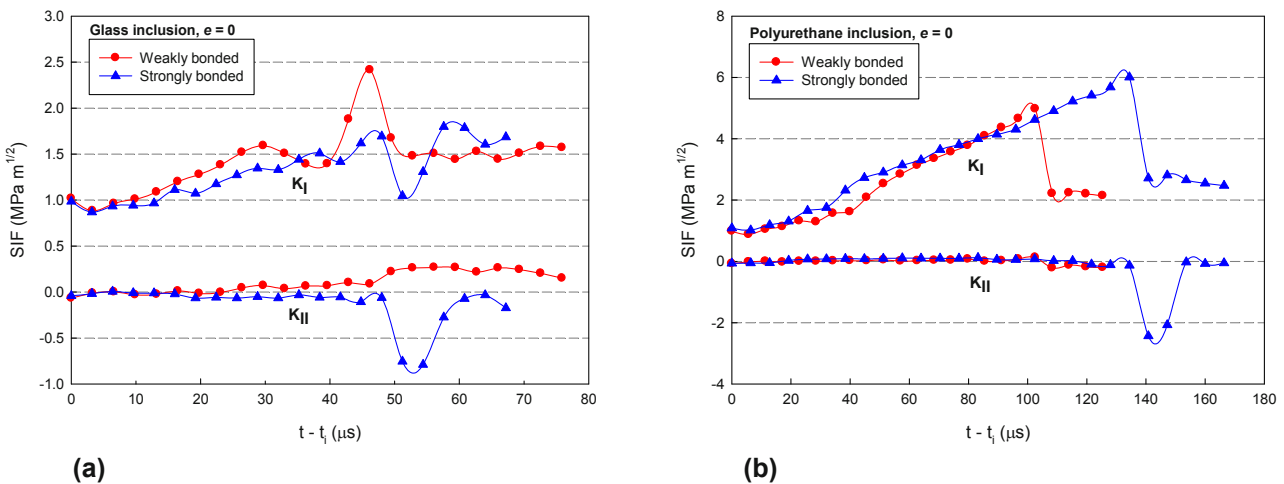 Glass inclusion, e = 0
Weakly bonded
Strongly bonded
SIF (MPa m1/2)
3.0
2.5
2.0
1.5
1.0
0.5
0.0
-0.5
-1.0
KI
KII
0 10 20 30 40 50 60 70 80
t - ti (μs)
(a)
Polyurethane inclusion, e = 0
Weakly bonded
Strongly bonded
SIF (MPa m1/2)
8
6
4
2
0
-2
-4
KI
KII
0 20 40 60 80 100 120 140 160 180
t - ti (μs)
(b)